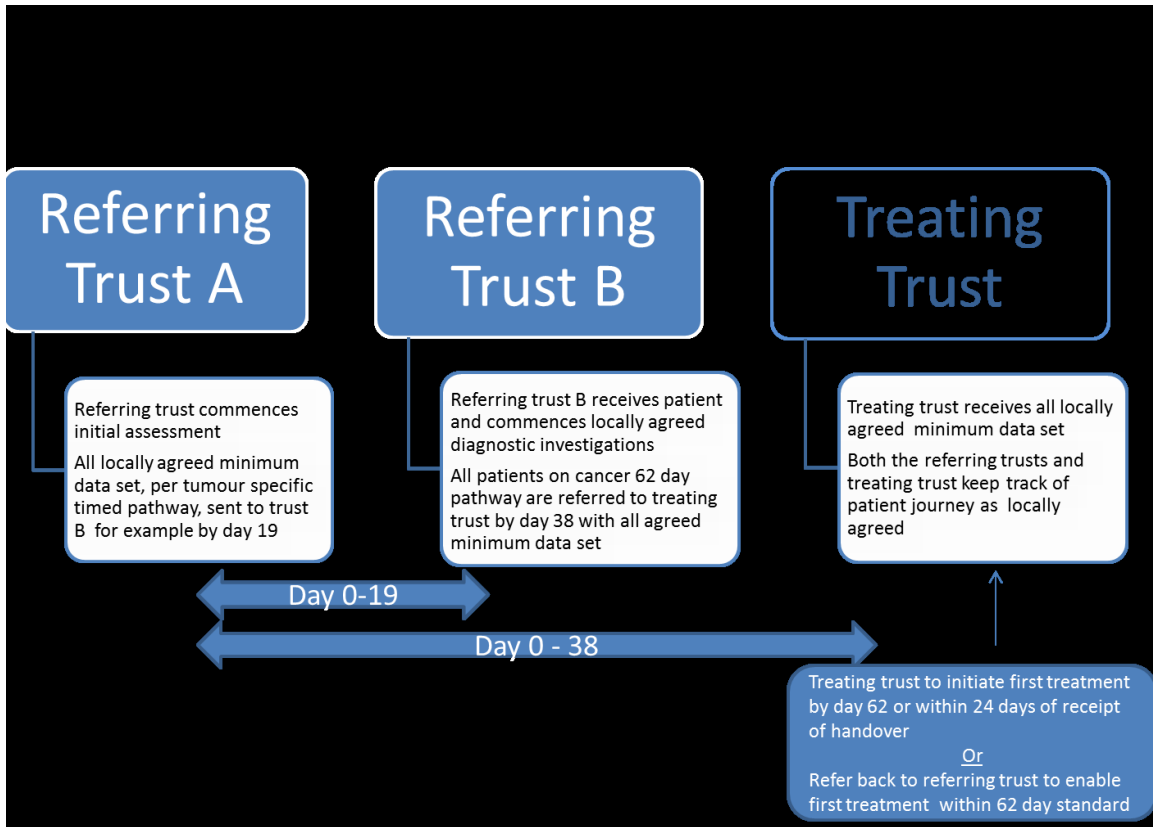 Referring
Trust A
Referring
Trust B
Treating
Trust
Referring trust commences
initial assessment
All locally agreed minimum
data set, per tumour specific
timed pathway, sent to trust
B for example by day 19
Referring trust B receives patient
and commences locally agreed
diagnostic investigations
All patients on cancer 62 day
pathway are referred to treating
trust by day 38 with all agreed
minimum data set
Treating trust receives all locally
agreed minimum data set
Both the referring trusts and
treating trust keep track of
patient journey as locally
agreed
Day 0-19
Day 0 - 38
Treating trust to initiate first treatment
by day 62 or within 24 days of receipt
of handover
Or
Refer back to referring trust to enable
first treatment within 62 day standard